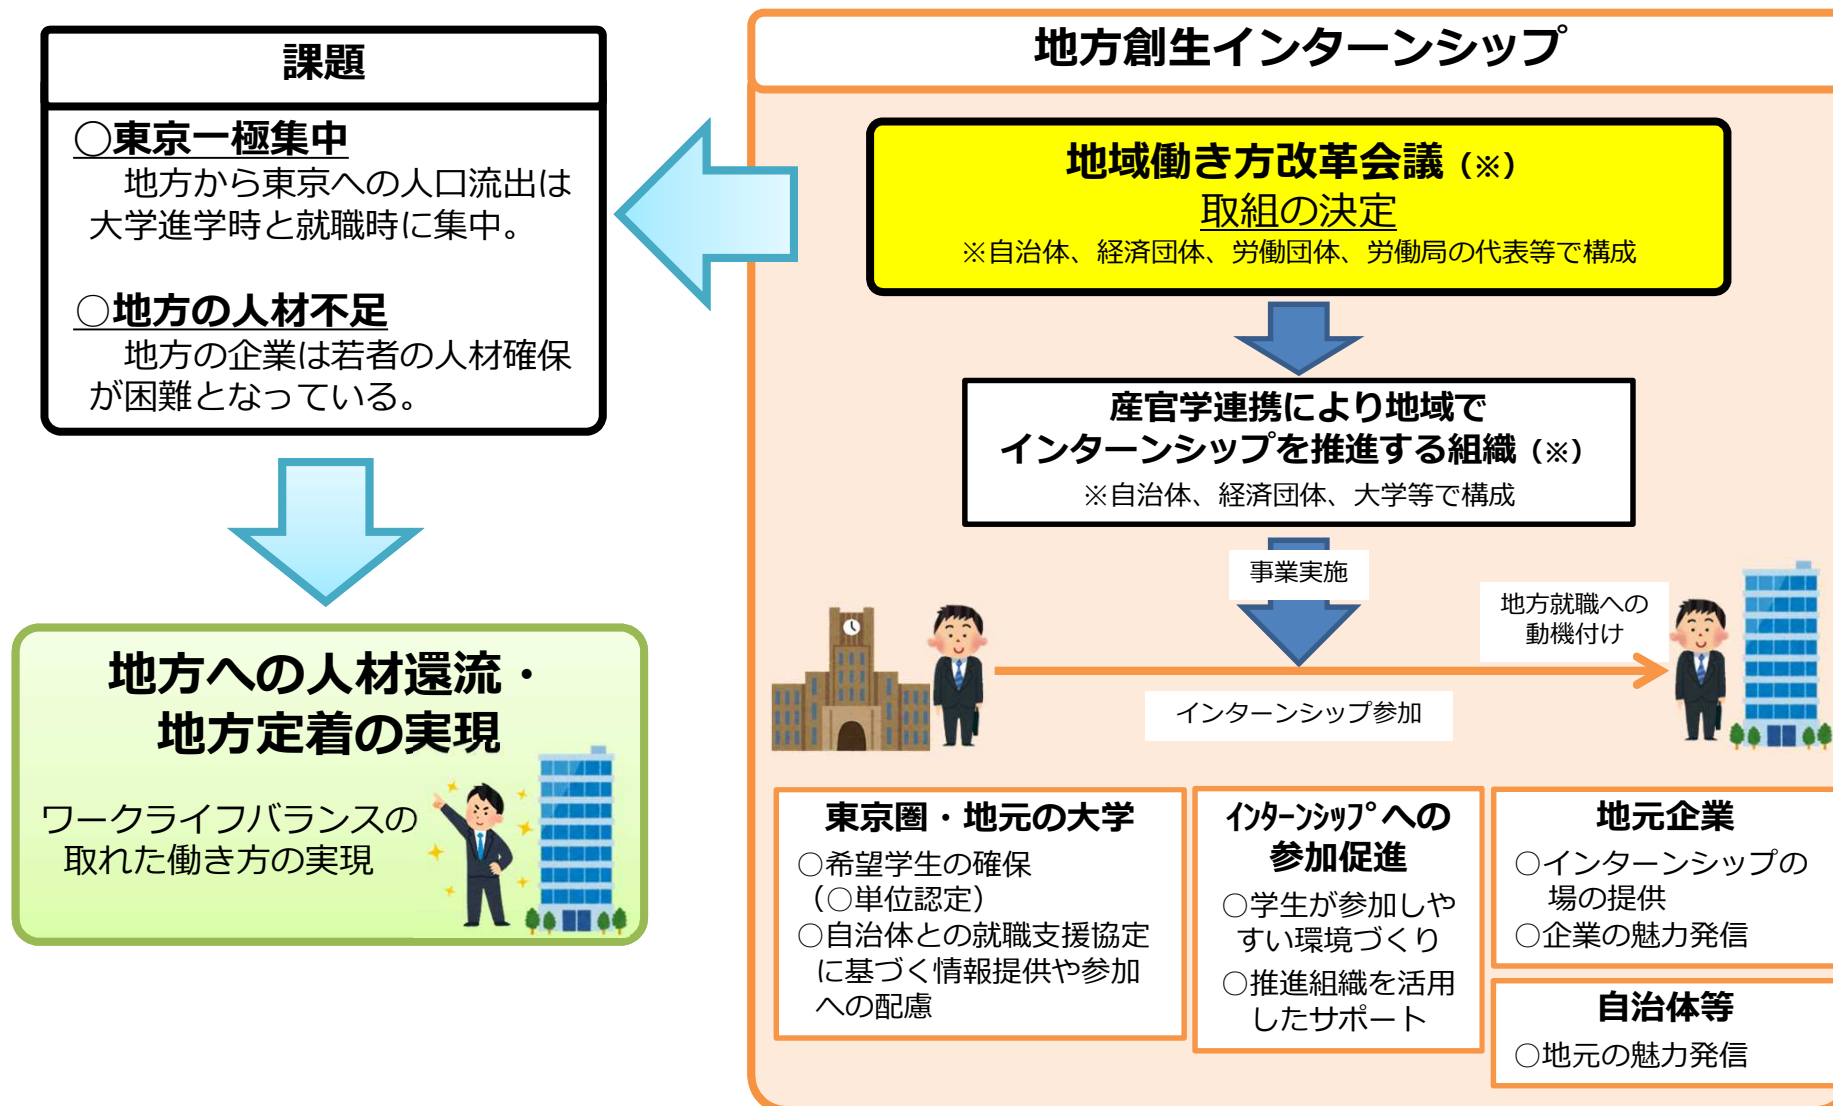 課題
○東京一極集中
地方から東京への人口流出は
大学進学時と就職時に集中。
○地方の人材不足
地方の企業は若者の人材確保
が困難となっている。
地方への人材還流・
地方定着の実現
ワークライフバランスの
取れた働き方の実現
地方創生インターンシップ
地域働き方改革会議（※）
取組の決定
※自治体、経済団体、労働団体、労働局の代表等で構成
産官学連携により地域で
インターンシップを推進する組織（※）
※自治体、経済団体、大学等で構成
事業実施
地方就職への
動機付け
インターンシップ参加
東京圏・地元の大学
○希望学生の確保
（○単位認定）
○自治体との就職支援協定
に基づく情報提供や参加
への配慮
ｲﾝﾀｰﾝｼｯﾌﾟへの
参加促進
○学生が参加しや
すい環境づくり
○推進組織を活用
したサポート
地元企業
○インターンシップの
場の提供
○企業の魅力発信
自治体等
○地元の魅力発信